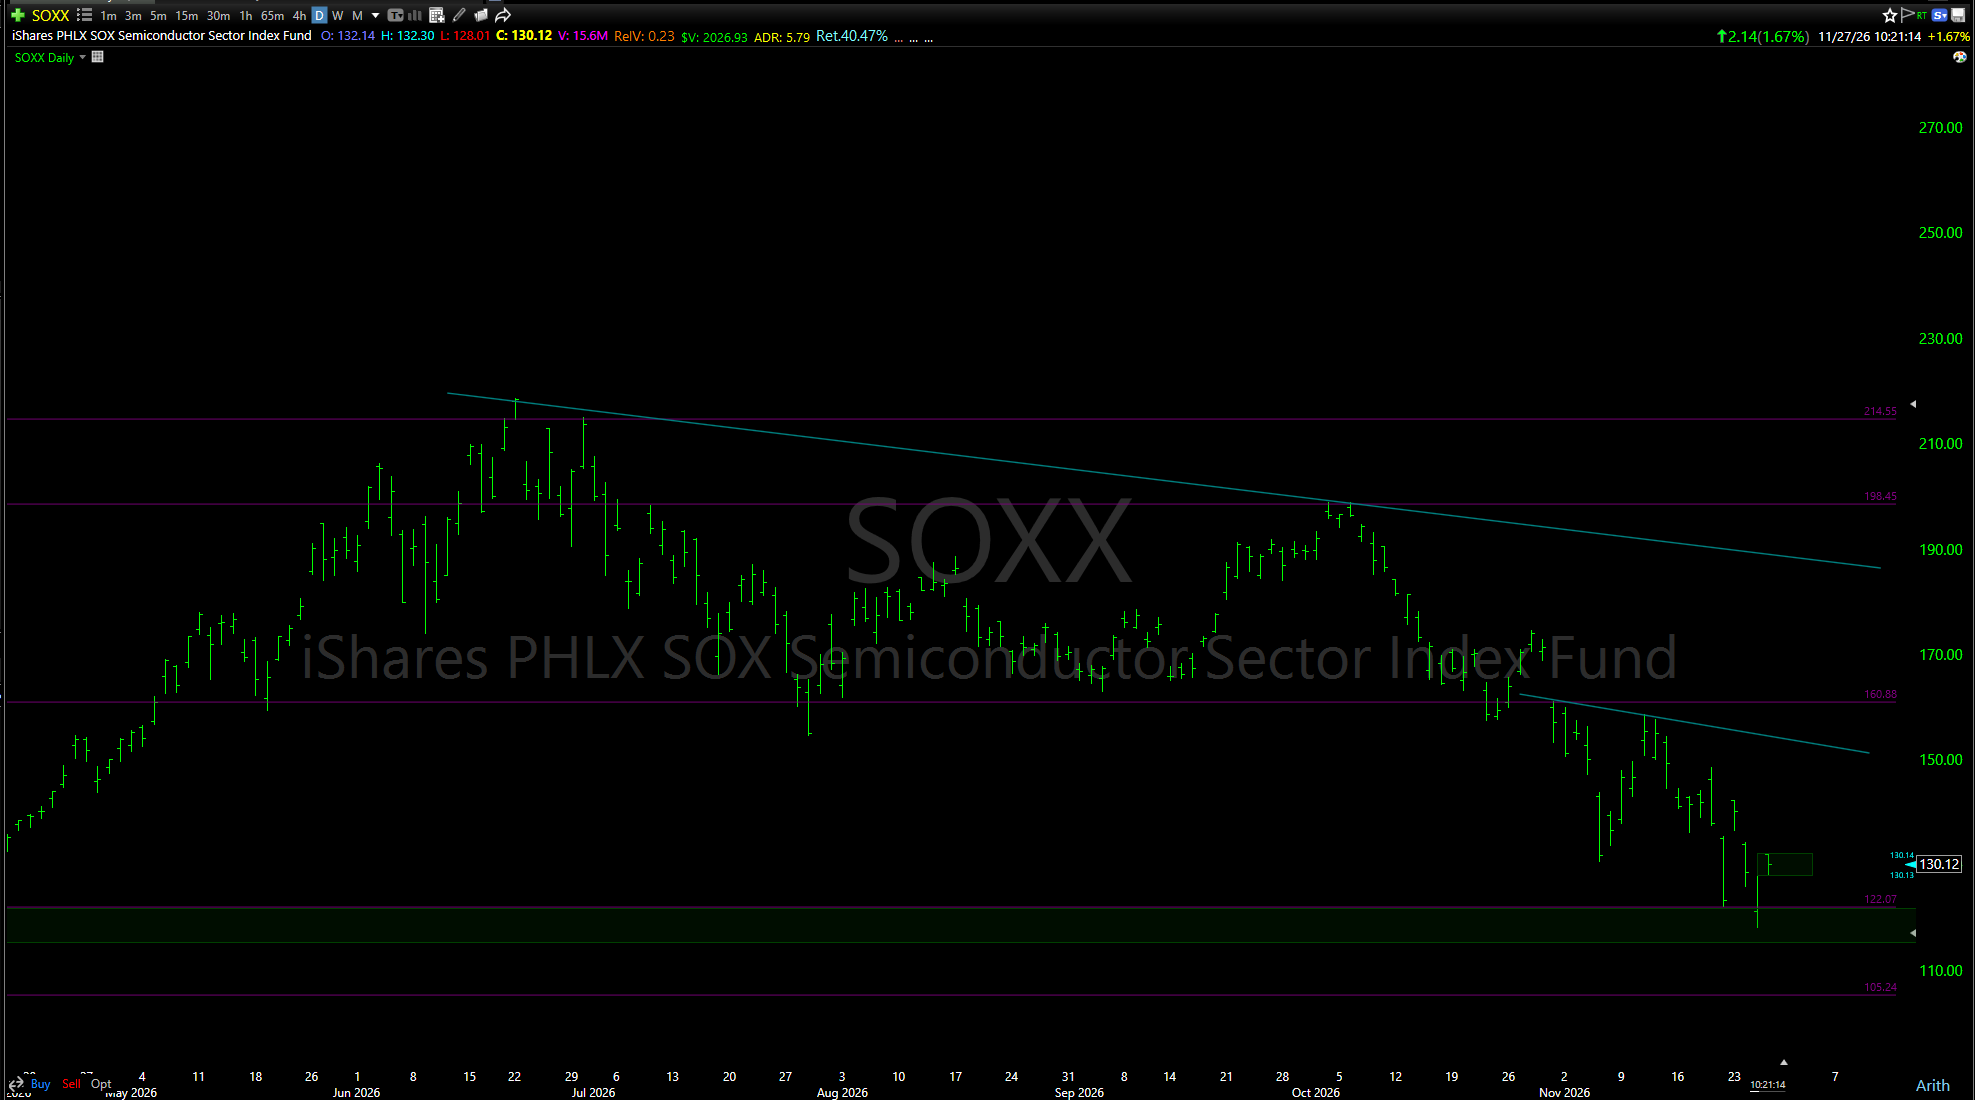 SOXX 1m 3m 5m 15m 30m 1h 65m 4h D W M T S RT
iShares PHLX SOX Semiconductor Sector Index Fund O: 132.14 H: 132.30 L: 128.01 C: 130.12 V: 15.6M RelV: 0.23 $V: 2026.93 ADR: 5.79 Ret.40.47% ... ... ... 2.14(1.67%) 11/27/26 10:21:14 +1.67%
SOXX Daily
270.00
250.00
230.00
214.55
210.00
198.45
SOXX
190.00
iShares PHLX SOX Semiconductor Sector Index Fund
170.00
160.88
150.00
130.14
130.12
130.13
122.07
110.00
105.24
4 11 18 26 1 8 15 22 29 6 13 20 27 3 10 17 24 31 8 14 21 28 5 12 19 26 2 9 16 23 7
Buy Sell Opt 10:21:14 Arith
May 2026 Jun 2026 Jul 2026 Aug 2026 Sep 2026 Oct 2026 Nov 2026